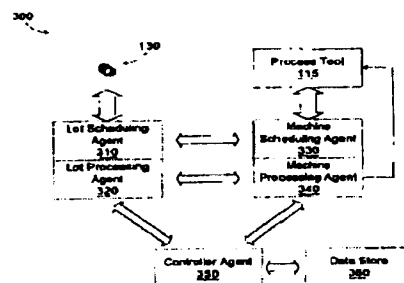 300
130
Process Tool
115
Lot Scheduling
Agent
310
Lot Processing
Agent
320
Machine
Scheduling Agent
330
Machine
Processing Agent
340
Controller Agent
350
Data Store
360